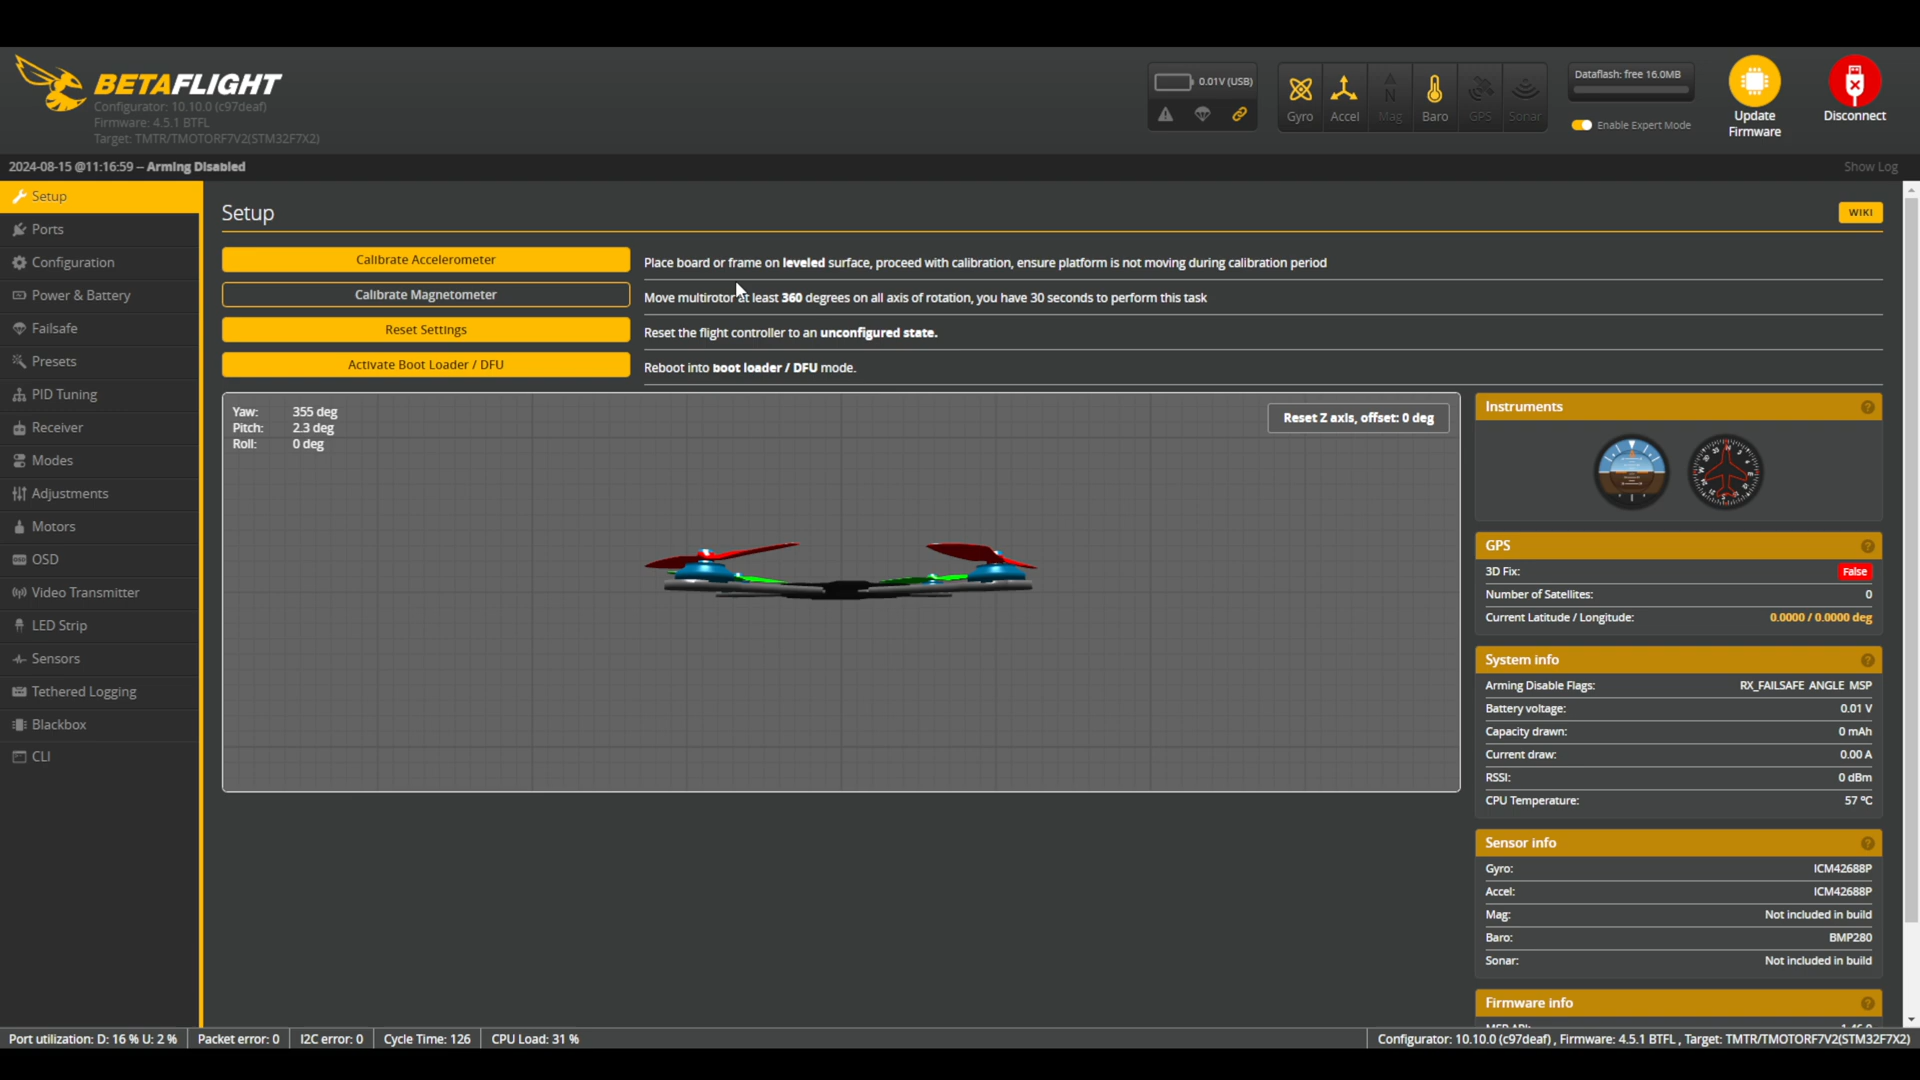 BETAFLIGHT
Configurator: 10.10.0 (c97deaf)
Firmware: 4.5.1 BTFL
Target: TMTR/TMOTORF7V2(STM32F7X2)
0.01V (USB)
Gyro
Accel
Mag
Baro
GPS
Sonar
Dataflash: free 16.0MB
Enable Expert Mode
Update
Firmware
Disconnect
2024-08-15 @11:16:59 -- Arming Disabled
Show Log
Setup
Ports
Configuration
Power & Battery
Failsafe
Presets
PID Tuning
Receiver
Modes
Adjustments
Motors
OSD
Video Transmitter
LED Strip
Sensors
Tethered Logging
Blackbox
CLI
Setup
WIKI
Calibrate Accelerometer
Place board or frame on leveled surface, proceed with calibration, ensure platform is not moving during calibration period
Calibrate Magnetometer
Move multirotor at least 360 degrees on all axis of rotation, you have 30 seconds to perform this task
Reset Settings
Reset the flight controller to an unconfigured state.
Activate Boot Loader / DFU
Reboot into boot loader / DFU mode.
Yaw: 355 deg
Pitch: 2.3 deg
Roll: 0 deg
Reset Z axis, offset: 0 deg
Instruments
GPS
3D Fix: False
Number of Satellites: 0
Current Latitude / Longitude: 0.0000 / 0.0000 deg
System info
Arming Disable Flags: RX_FAILSAFE ANGLE MSP
Battery voltage: 0.01 V
Capacity drawn: 0 mAh
Current draw: 0.00 A
RSSI: 0 dBm
CPU Temperature: 57 °C
Sensor info
Gyro: ICM42688P
Accel: ICM42688P
Mag: Not included in build
Baro: BMP280
Sonar: Not included in build
Firmware info
Port utilization: D: 16 % U: 2 %
Packet error: 0
I2C error: 0
Cycle Time: 126
CPU Load: 31 %
Configurator: 10.10.0 (c97deaf) , Firmware: 4.5.1 BTFL , Target: TMTR/TMOTORF7V2(STM32F7X2)